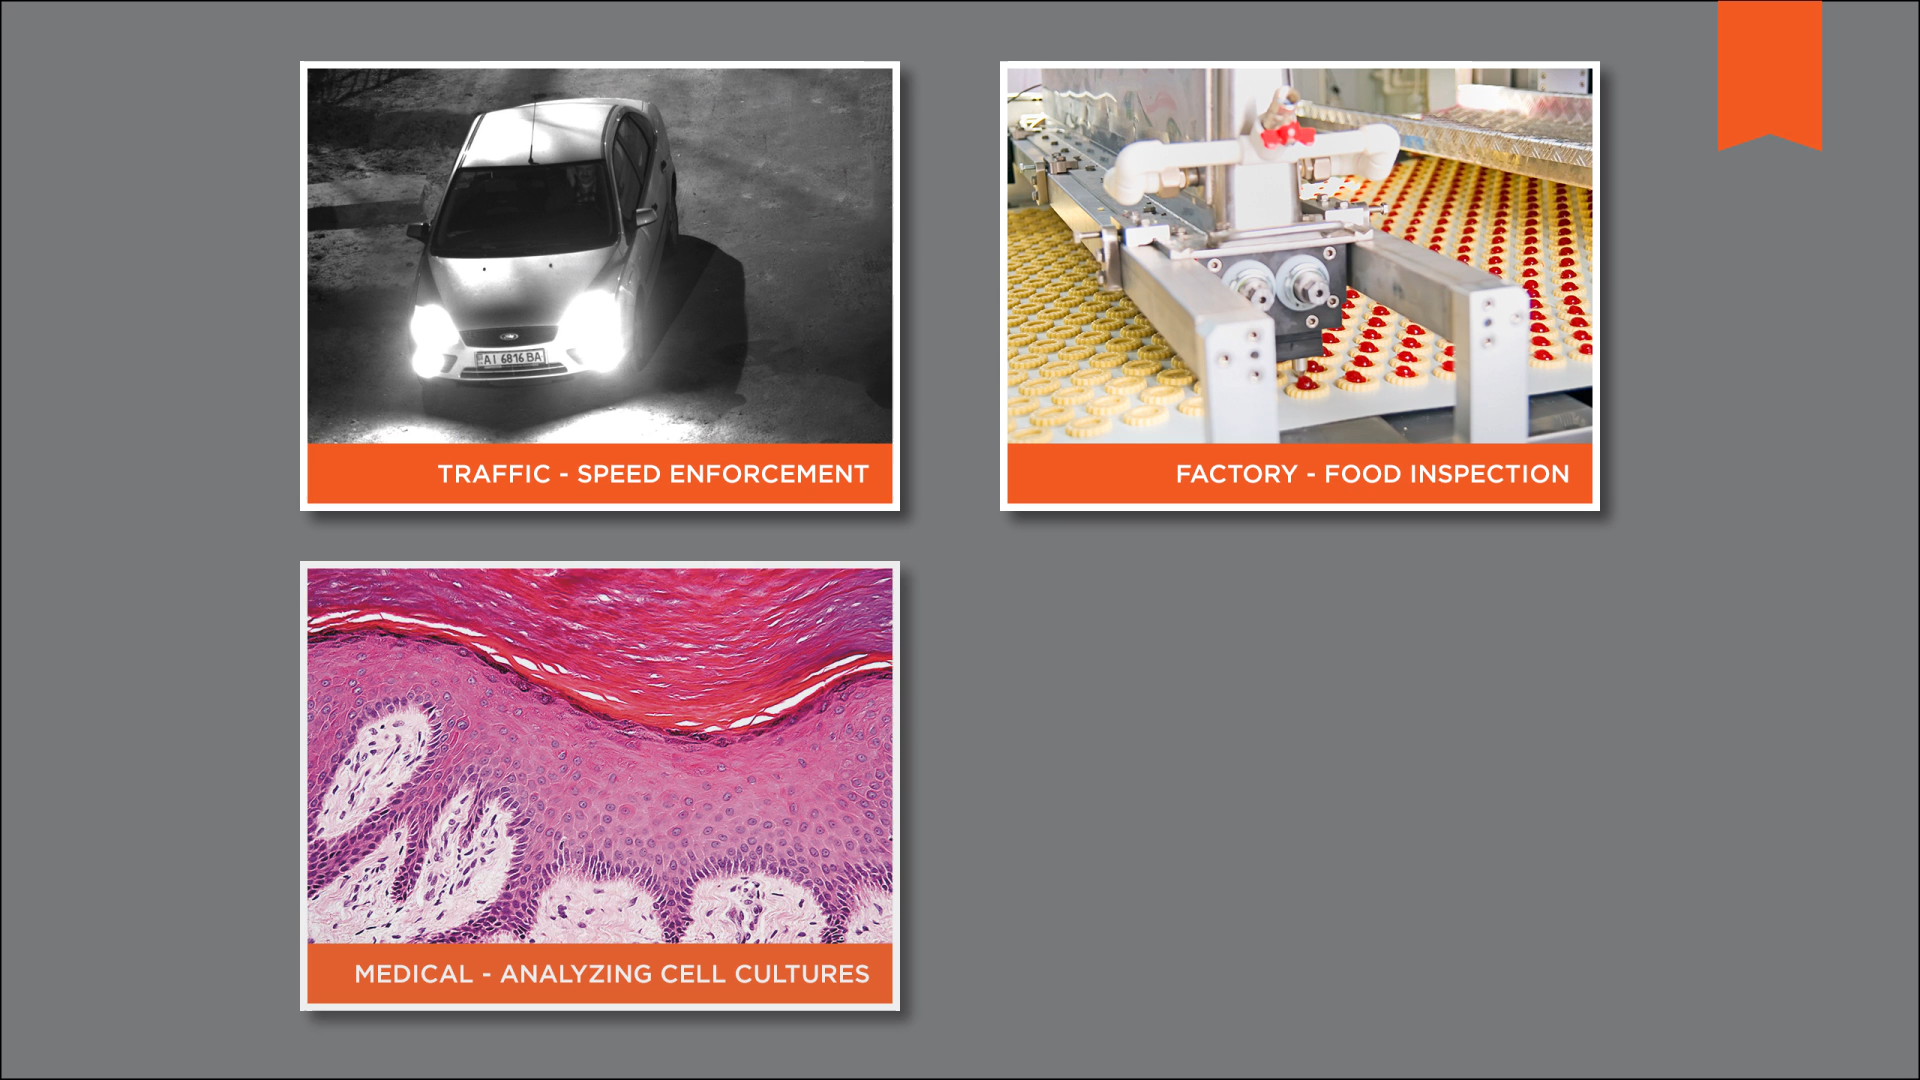 AI 6816 BA
TRAFFIC - SPEED ENFORCEMENT
FACTORY - FOOD INSPECTION
MEDICAL - ANALYZING CELL CULTURES